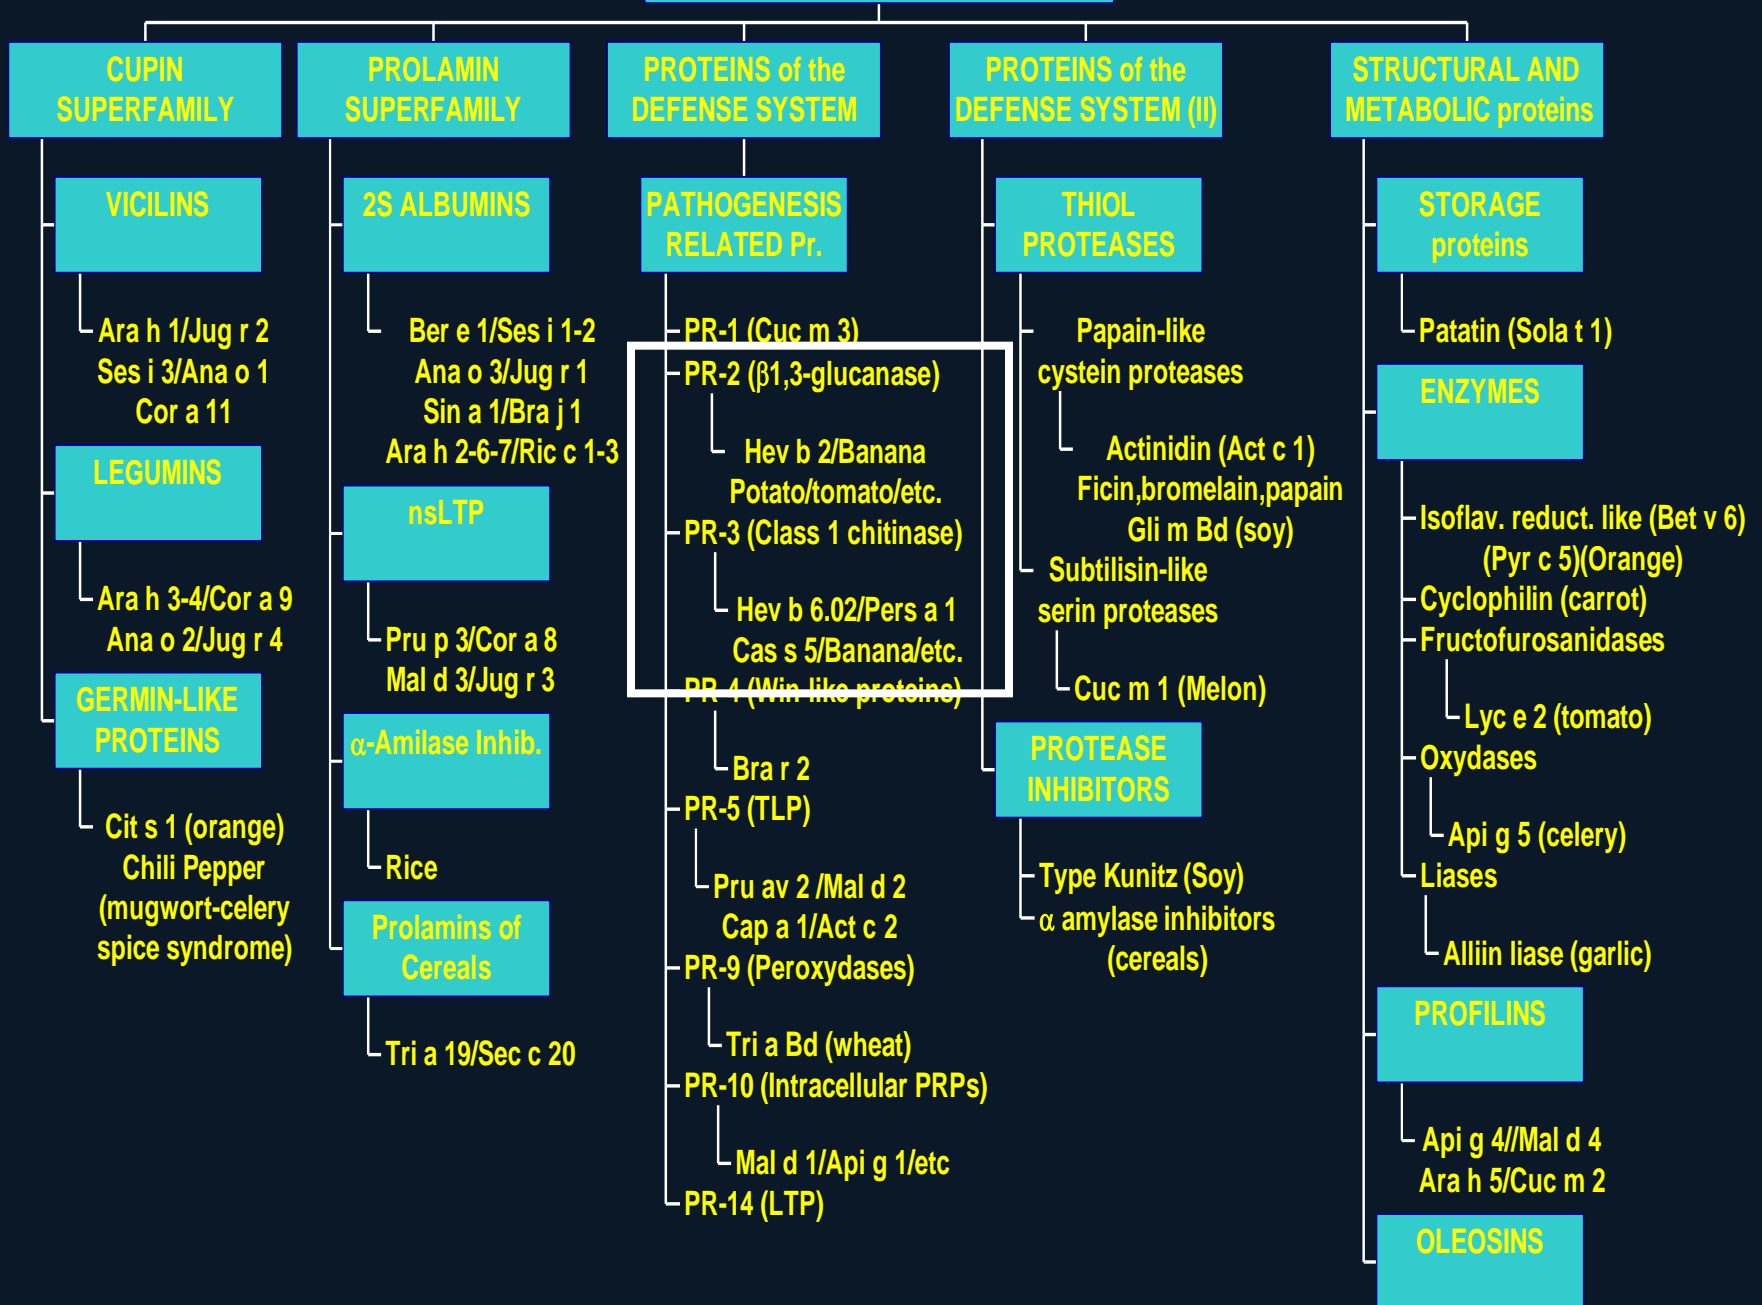 CUPIN
SUPERFAMILY
VICILINS
Ara h 1/Jug r 2
Ses i 3/Ana o 1
Cor a 11
LEGUMINS
Ara h 3-4/Cor a 9
Ana o 2/Jug r 4
GERMIN-LIKE
PROTEINS
Cit s 1 (orange)
Chili Pepper
(mugwort-celery
spice syndrome)
PROLAMIN
SUPERFAMILY
2S ALBUMINS
Ber e 1/Ses i 1-2
Ana o 3/Jug r 1
Sin a 1/Bra j 1
Ara h 2-6-7/Ric c 1-3
nsLTP
Pru p 3/Cor a 8
Mal d 3/Jug r 3
α-Amilase Inhib.
Rice
Prolamins of
Cereals
Tri a 19/Sec c 20
PROTEINS of the
DEFENSE SYSTEM
PATHOGENESIS
RELATED Pr.
PR-1 (Cuc m 3)
PR-2 (β1,3-glucanase)
Hev b 2/Banana
Potato/tomato/etc.
PR-3 (Class 1 chitinase)
Hev b 6.02/Pers a 1
Cas s 5/Banana/etc.
PR-4 (Win-like proteins)
Bra r 2
PR-5 (TLP)
Pru av 2 /Mal d 2
Cap a 1/Act c 2
PR-9 (Peroxydases)
Tri a Bd (wheat)
PR-10 (Intracellular PRPs)
Mal d 1/Api g 1/etc
PR-14 (LTP)
PROTEINS of the
DEFENSE SYSTEM (II)
THIOL
PROTEASES
Papain-like
cystein proteases
Actinidin (Act c 1)
Ficin,bromelain,papain
Gli m Bd (soy)
Subtilisin-like
serin proteases
Cuc m 1 (Melon)
PROTEASE
INHIBITORS
Type Kunitz (Soy)
α amylase inhibitors
(cereals)
STRUCTURAL AND
METABOLIC proteins
STORAGE
proteins
Patatin (Sola t 1)
ENZYMES
Isoflav. reduct. like (Bet v 6)
(Pyr c 5)(Orange)
Cyclophilin (carrot)
Fructofurosanidases
Lyc e 2 (tomato)
Oxydases
Api g 5 (celery)
Liases
Alliin liase (garlic)
PROFILINS
Api g 4//Mal d 4
Ara h 5/Cuc m 2
OLEOSINS